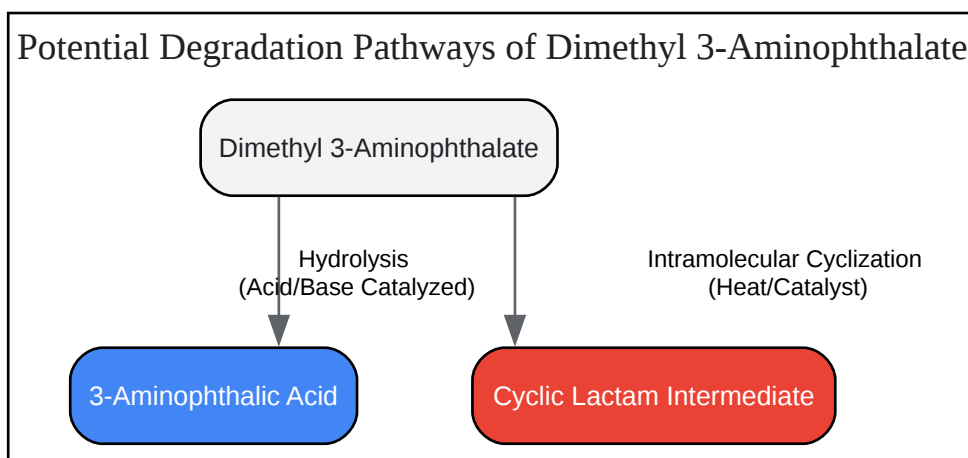 Potential Degradation Pathways of Dimethyl 3-Aminophthalate
Dimethyl 3-Aminophthalate
Hydrolysis
(Acid/Base Catalyzed)
Intramolecular Cyclization
(Heat/Catalyst)
3-Aminophthalic Acid
Cyclic Lactam Intermediate